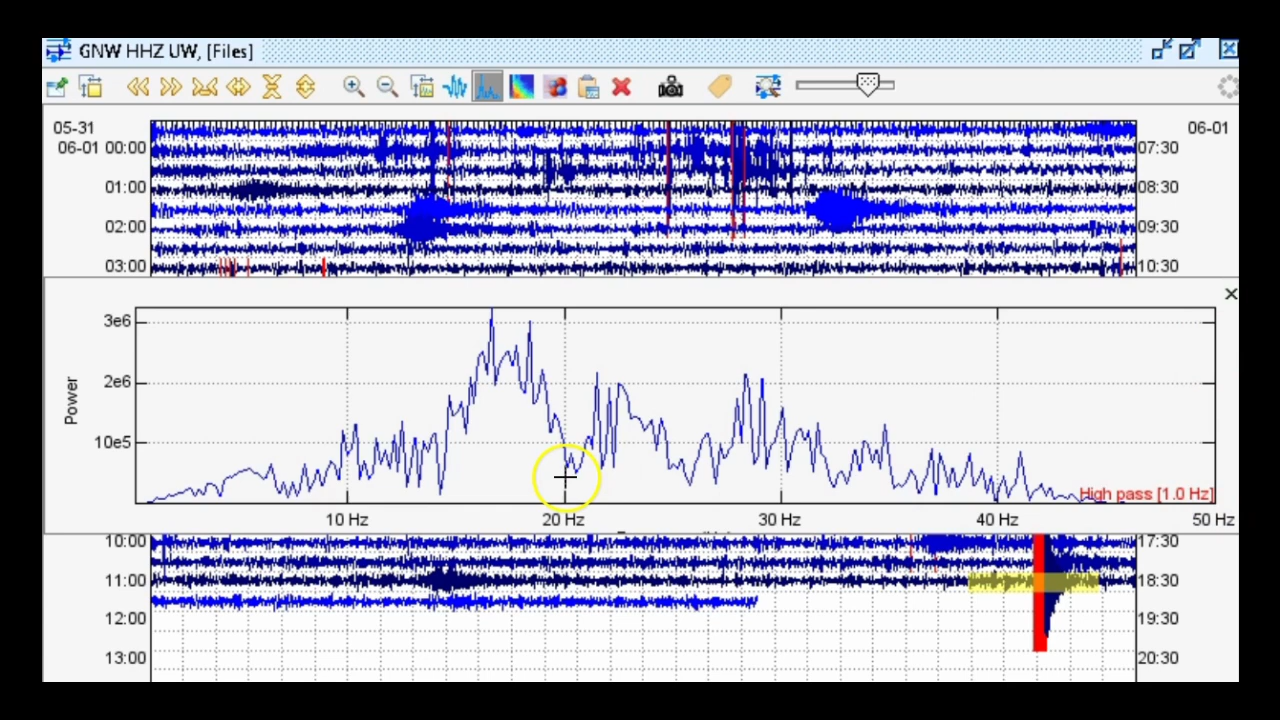 GNW HHZ UW, [Files]
05-31 06-01
06-01 00:00 07:30
01:00 08:30
02:00 09:30
03:00 10:30
3e6
2e6
10e5
Power
High pass [1.0 Hz]
10 Hz 20 Hz 30 Hz 40 Hz 50 Hz
10:00 17:30
11:00 18:30
12:00 19:30
13:00 20:30